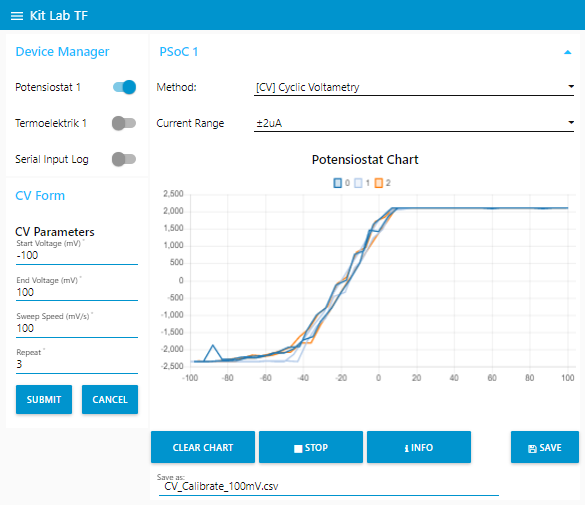 Kit Lab TF
Device Manager
Potensiostat 1
Termoelektrik 1
Serial Input Log
CV Form
CV Parameters
Start Voltage (mV) *
-100
End Voltage (mV) *
100
Sweep Speed (mV/s) *
100
Repeat *
3
SUBMIT CANCEL
PSoC 1
Method: [CV] Cyclic Voltametry
Current Range ±2uA
Potensiostat Chart
0 1 2
2,500
2,000
1,500
1,000
500
0
-500
-1,000
-1,500
-2,000
-2,500
-100 -80 -60 -40 -20 0 20 40 60 80 100
CLEAR CHART STOP INFO SAVE
Save as:
CV_Calibrate_100mV.csv